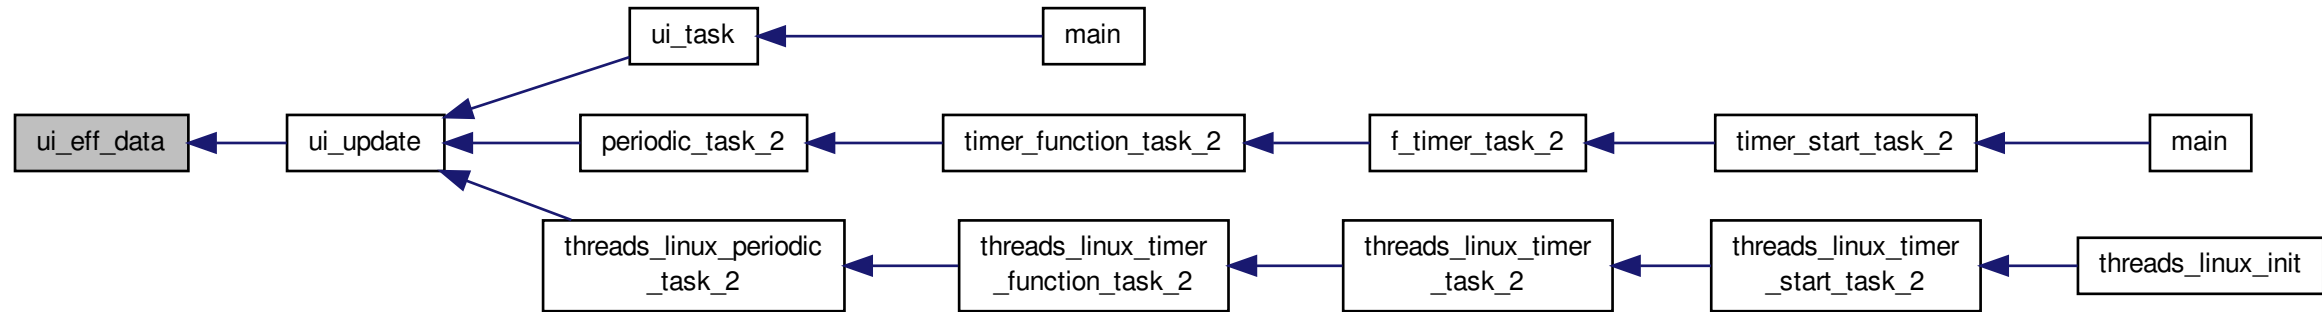 ui_task
main
ui_eff_data
ui_update
periodic_task_2
timer_function_task_2
f_timer_task_2
timer_start_task_2
main
threads_linux_periodic
_task_2
threads_linux_timer
_function_task_2
threads_linux_timer
_task_2
threads_linux_timer
_start_task_2
threads_linux_init